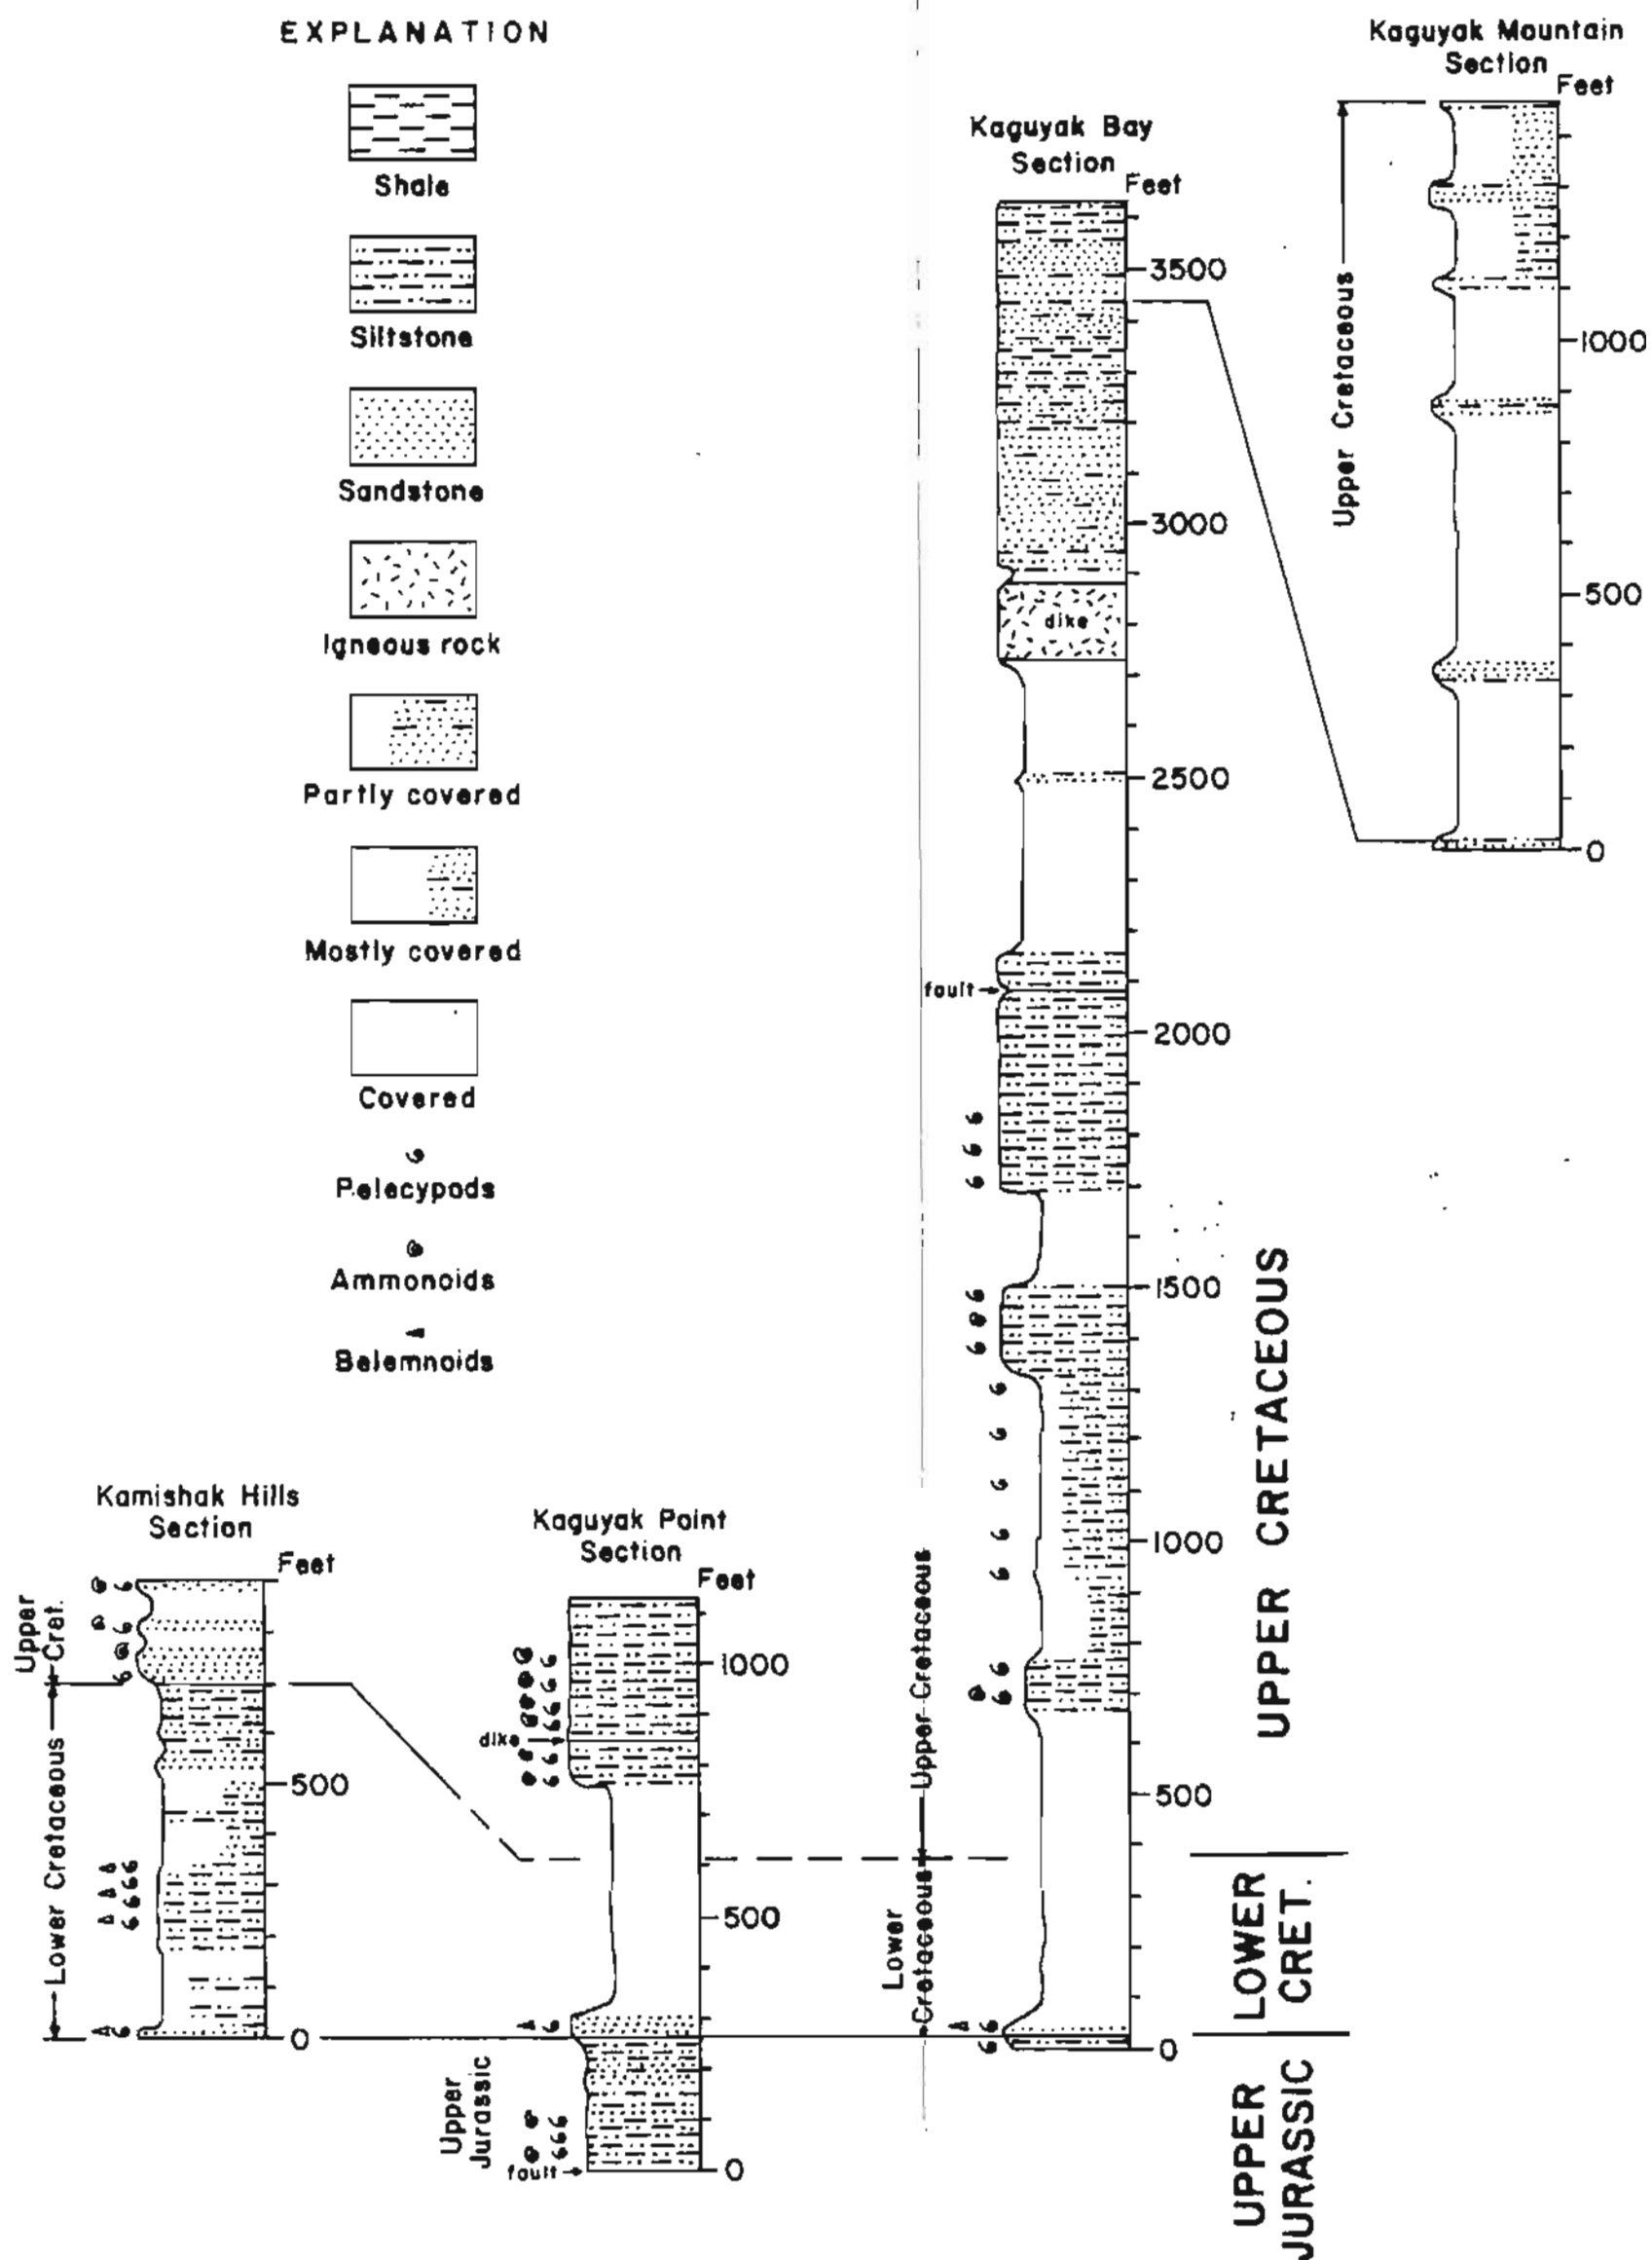 EXPLANATION
Shale
Siltstone
Sandstone
Igneous rock
Partly covered
Mostly covered
Covered
Pelecypods
Ammonoids
Belemnoids
Kamishak Hills
Section
Feet
500
0
Upper
Cret.
Lower Cretaceous
Kaguyak Point
Section
Feet
1000
500
0
dike
fault
Upper
Jurassic
Kaguyak Bay
Section
Feet
3500
3000
2500
2000
1500
1000
500
0
dike
fault
Upper Cretaceous
Lower
Cretaceous
Kaguyak Mountain
Section
Feet
1000
500
0
Upper Cretaceous
UPPER CRETACEOUS
LOWER
CRET.
UPPER
JURASSIC